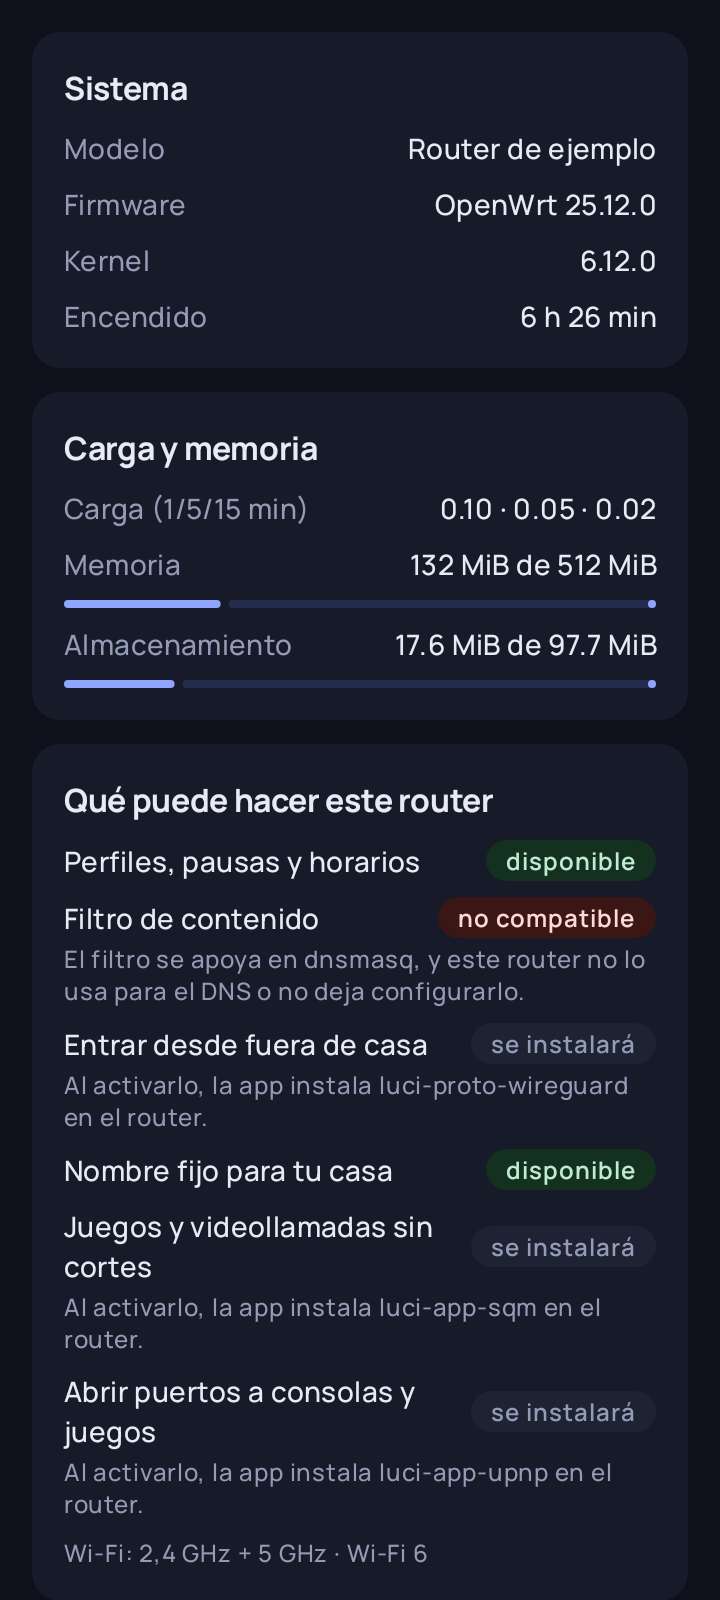 Sistema
Modelo Router de ejemplo
Firmware OpenWrt 25.12.0
Kernel 6.12.0
Encendido 6 h 26 min
Carga y memoria
Carga (1/5/15 min) 0.10 · 0.05 · 0.02
Memoria 132 MiB de 512 MiB
Almacenamiento 17.6 MiB de 97.7 MiB
Qué puede hacer este router
Perfiles, pausas y horarios disponible
Filtro de contenido no compatible
El filtro se apoya en dnsmasq, y este router no lo
usa para el DNS o no deja configurarlo.
Entrar desde fuera de casa se instalará
Al activarlo, la app instala luci-proto-wireguard
en el router.
Nombre fijo para tu casa disponible
Juegos y videollamadas sin
cortes
se instalará
Al activarlo, la app instala luci-app-sqm en el
router.
Abrir puertos a consolas y
juegos
se instalará
Al activarlo, la app instala luci-app-upnp en el
router.
Wi-Fi: 2,4 GHz + 5 GHz · Wi-Fi 6